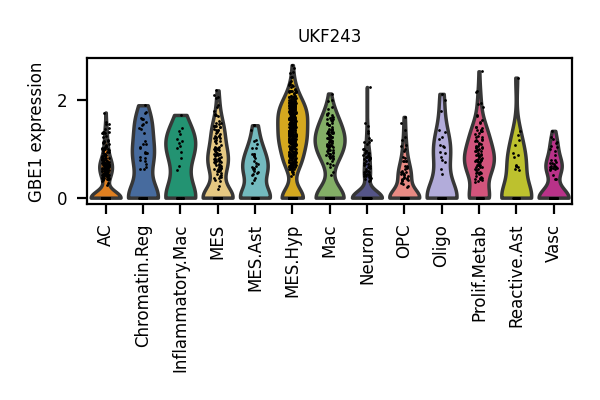 UKF243
GBE1 expression
2
0
AC
Chromatin.Reg
Inflammatory.Mac
MES
MES.Ast
MES.Hyp
Mac
Neuron
OPC
Oligo
Prolif.Metab
Reactive.Ast
Vasc